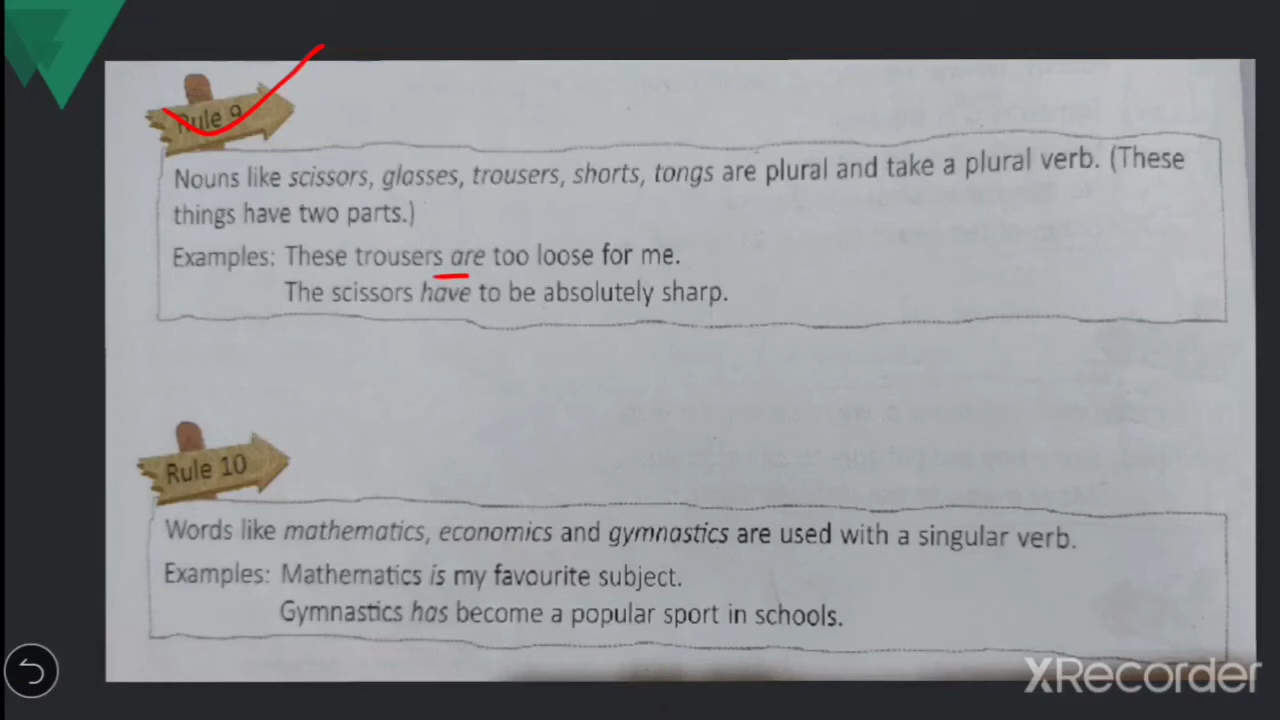 Rule 9
Nouns like scissors, glasses, trousers, shorts, tongs are plural and take a plural verb. (These
things have two parts.)
Examples: These trousers are too loose for me.
The scissors have to be absolutely sharp.
Rule 10
Words like mathematics, economics and gymnastics are used with a singular verb.
Examples: Mathematics is my favourite subject.
Gymnastics has become a popular sport in schools.
XRecorder